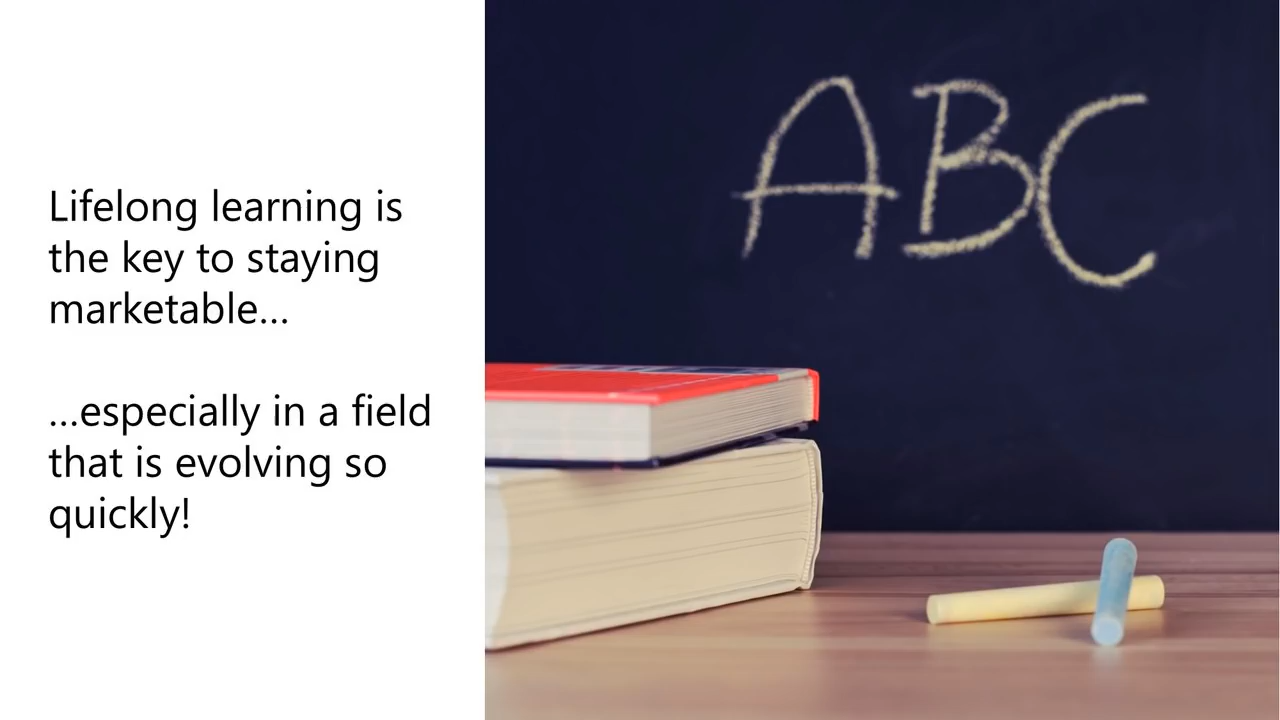 Lifelong learning is
the key to staying
marketable...
...especially in a field
that is evolving so
quickly!
ABC